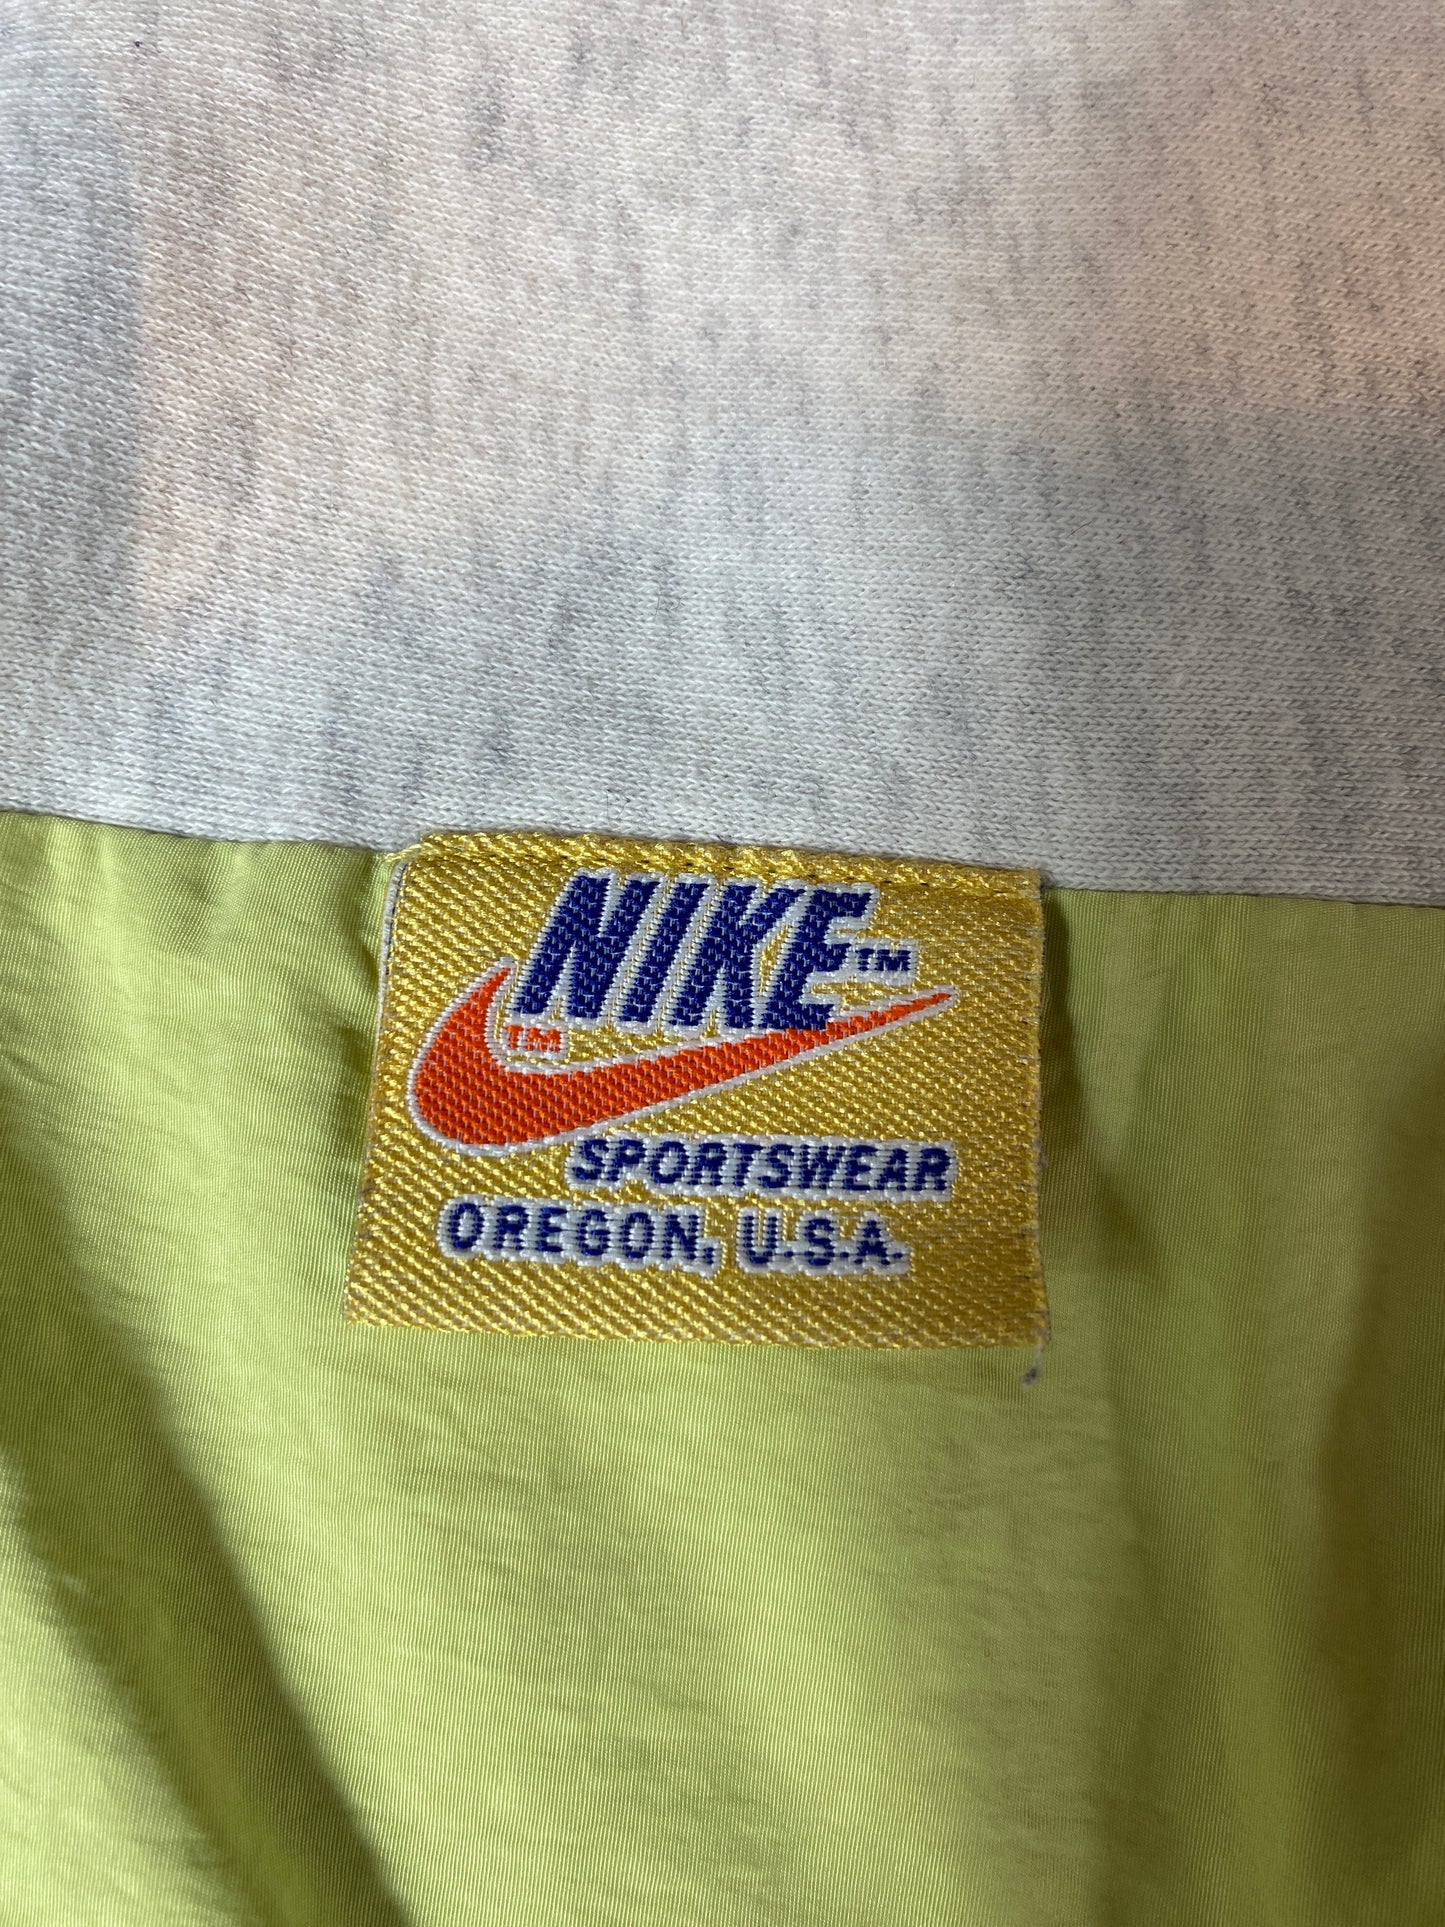 NIKE™
TM
SPORTSWEAR
OREGON, U.S.A.